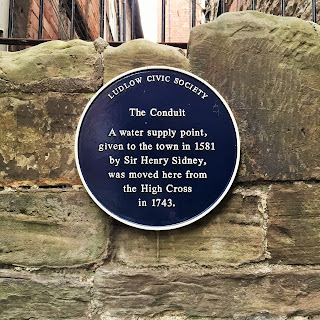 LUDLOW CIVIC SOCIETY
The Conduit
A water supply point,
given to the town in 1581
by Sir Henry Sidney,
was moved here from
the High Cross
in 1743.